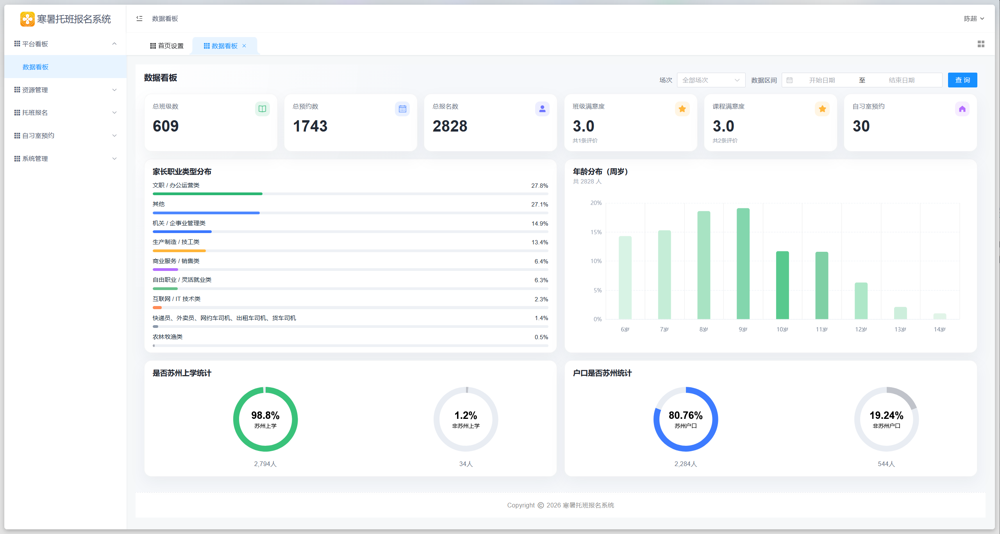 寒暑托班报名系统
平台看板
数据看板
资源管理
托班报名
自习室预约
系统管理
数据看板
陈超
首页设置
数据看板
数据看板
场次
全部场次
数据区间
开始日期
至
结束日期
查 询
总班级数
609
总预约数
1743
总报名数
2828
班级满意度
3.0
共1条评价
课程满意度
3.0
共2条评价
自习室预约
30
家长职业类型分布
文职 / 办公运营类 27.8%
其他 27.1%
机关 / 企事业管理类 14.9%
生产制造 / 技工类 13.4%
商业服务 / 销售类 6.4%
自由职业 / 灵活就业类 6.3%
互联网 / IT 技术类 2.3%
快递员、外卖员、网约车司机、出租车司机、货车司机 1.4%
农林牧渔类 0.5%
年龄分布（周岁）
共 2828 人
20%
15%
10%
5%
0%
6岁 7岁 8岁 9岁 10岁 11岁 12岁 13岁 14岁
是否苏州上学统计
98.8%
苏州上学
2,794人
1.2%
非苏州上学
34人
户口是否苏州统计
80.76%
苏州户口
2,284人
19.24%
非苏州户口
544人
Copyright © 2026 寒暑托班报名系统